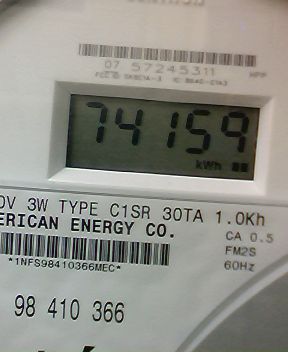 07 57245311
74159
kWh
0V 3W TYPE C1SR 30TA 1.0Kh
ERICAN ENERGY CO.
CA 0.5
FM2S
*1NFS98410366MEC*
60Hz
98 410 366